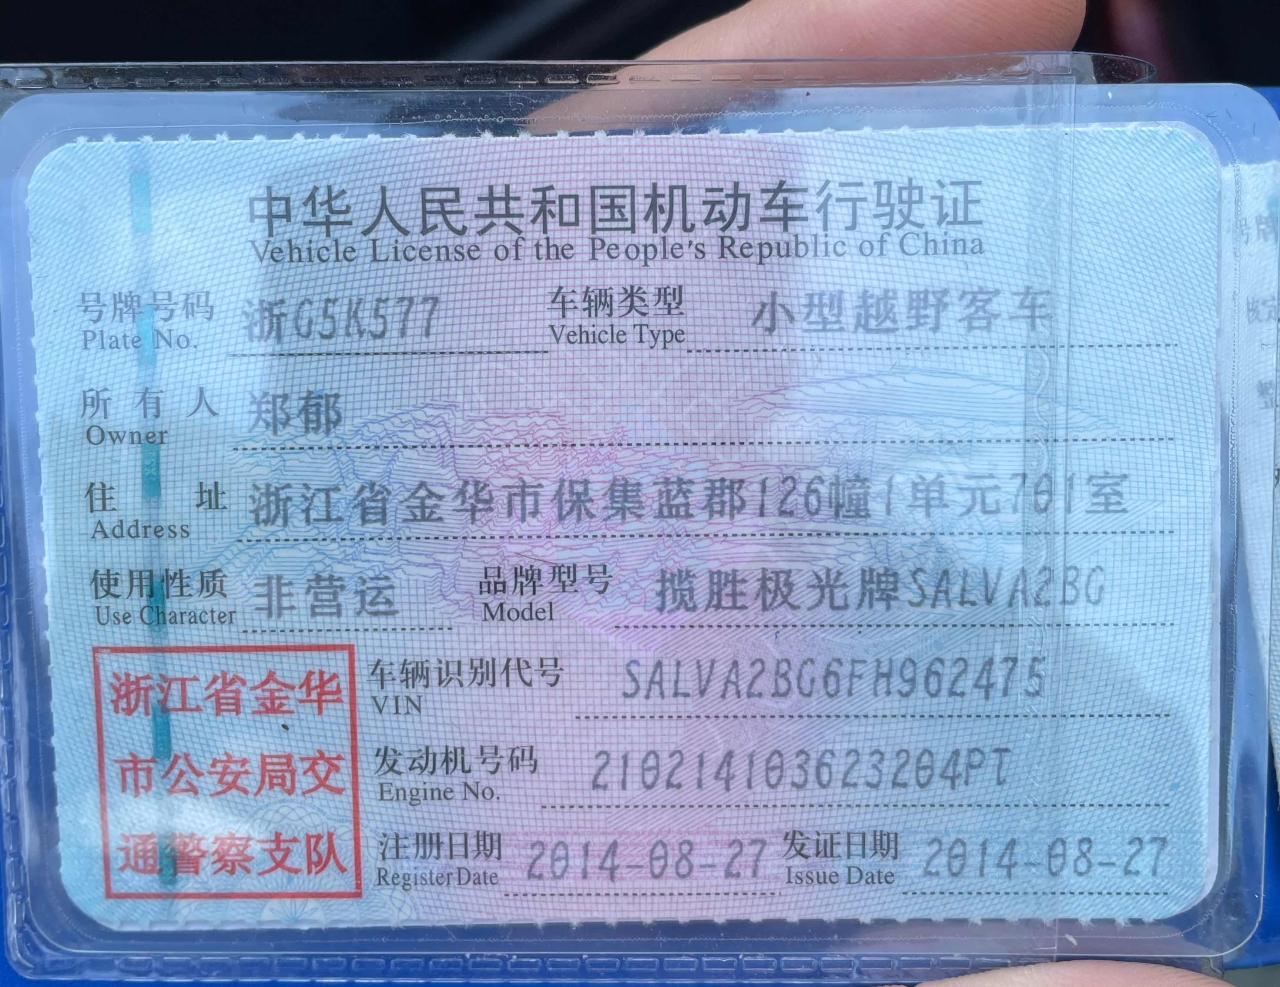 中华人民共和国机动车行驶证
Vehicle License of the People's Republic of China
号牌号码 浙G5K577 车辆类型 小型越野客车
Plate No. Vehicle Type
所有人 郑郁
Owner
住址 浙江省金华市保集蓝郡126幢1单元701室
Address
使用性质 非营运 品牌型号 揽胜极光牌SALVA2BG
Use Character Model
浙江省金华
市公安局交
通警察支队
车辆识别代号 SALVA2BG6FH962475
VIN
发动机号码 210214103623204PT
Engine No.
注册日期 2014-08-27 发证日期 2014-08-27
Register Date Issue Date